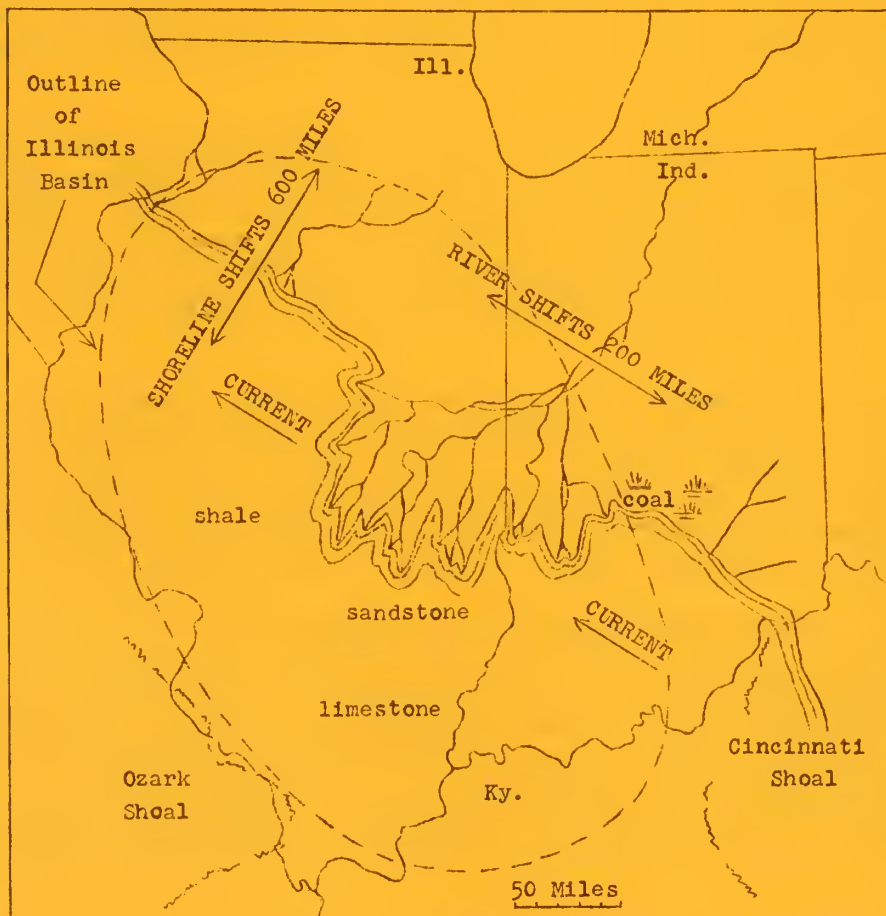 Ill.
Outline
of
Illinois
Basin
Mich.
Ind.
SHORELINE SHIFTS 600 MILES
RIVER SHIFTS 200 MILES
CURRENT
coal
shale
sandstone
CURRENT
limestone
Cincinnati
Shoal
Ozark
Shoal
Ky.
50 Miles